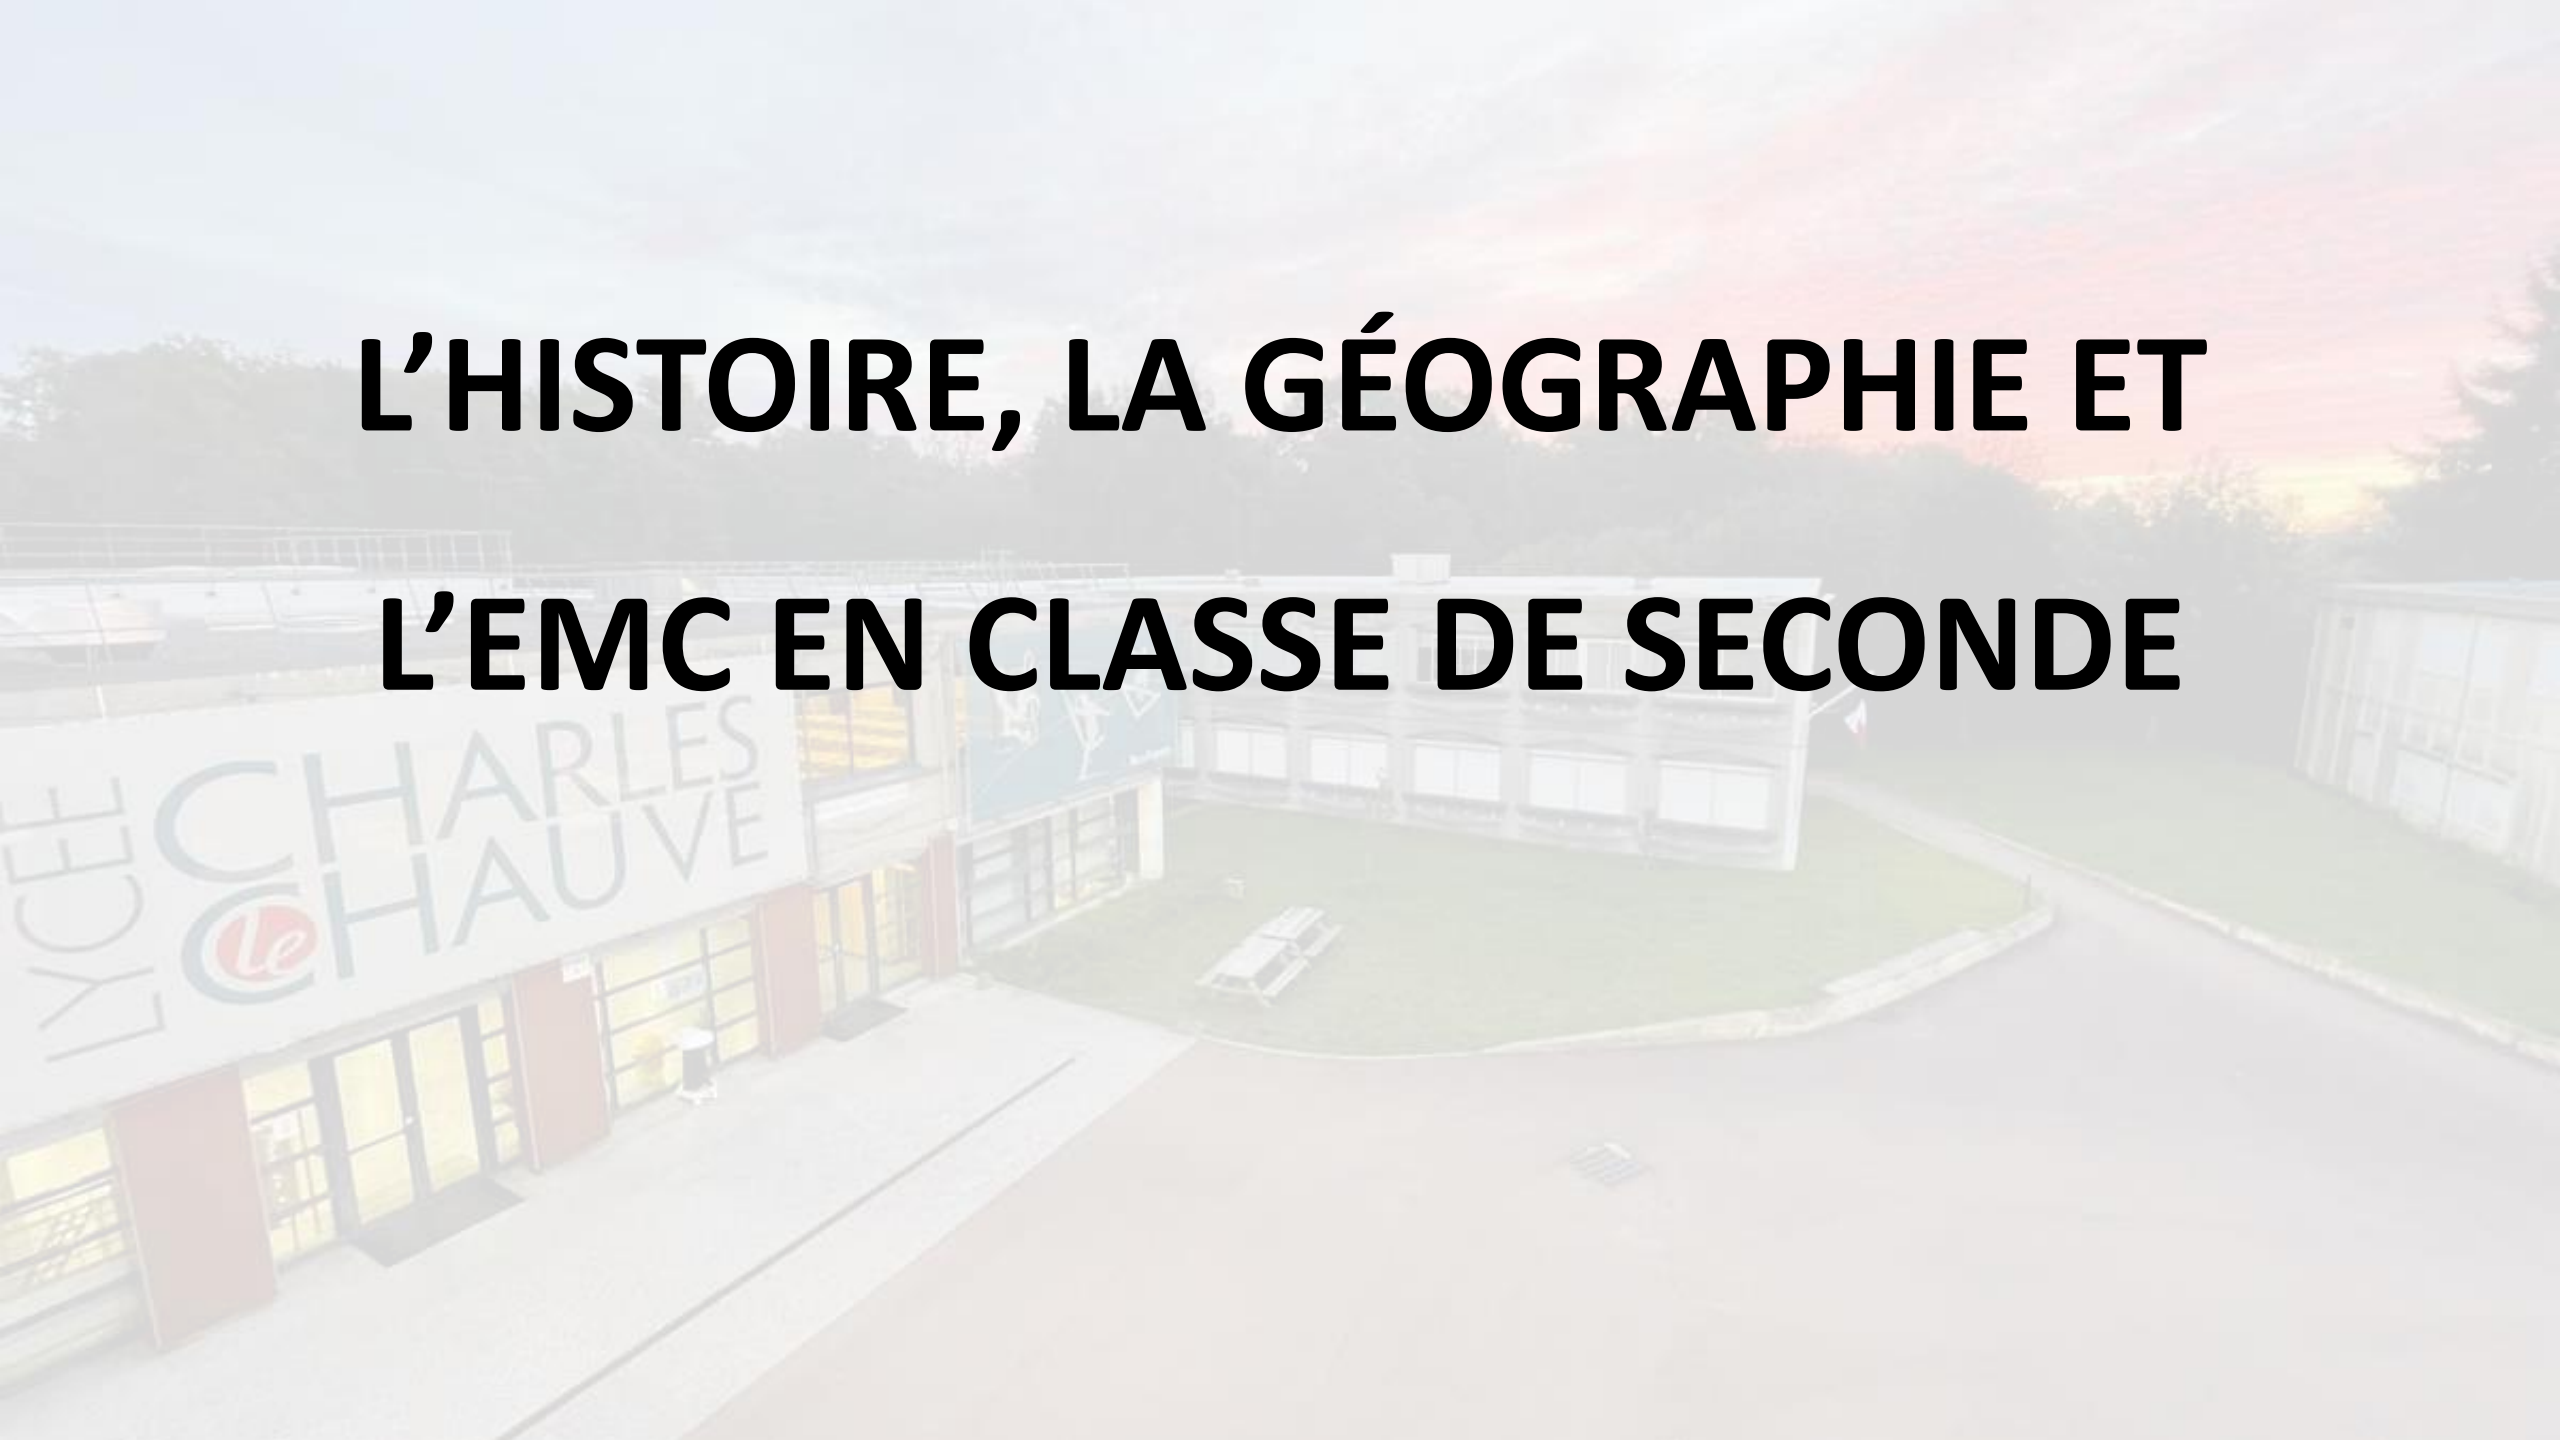 L’HISTOIRE, LA GÉOGRAPHIE ET
L’EMC EN CLASSE DE SECONDE
LYCEE
CHARLES
le
CHAUVE